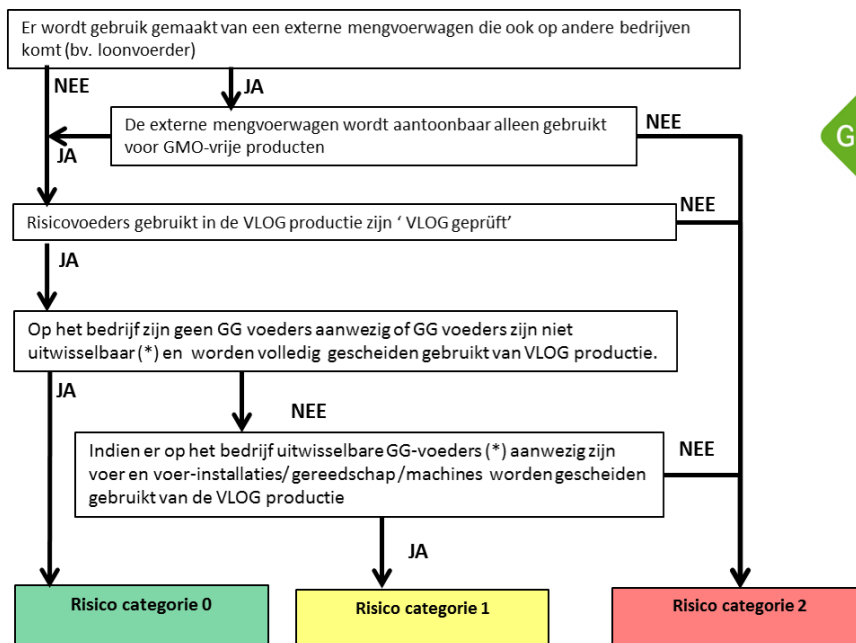 Er wordt gebruik gemaakt van een externe mengvoerwagen die ook op andere bedrijven
komt (bv. loonvoerder)
NEE
JA
De externe mengvoerwagen wordt aantoonbaar alleen gebruikt
voor GMO-vrije producten
NEE
JA
G
Risicovoeders gebruikt in de VLOG productie zijn ‘ VLOG geprüft’
NEE
JA
Op het bedrijf zijn geen GG voeders aanwezig of GG voeders zijn niet
uitwisselbaar (*) en worden volledig gescheiden gebruikt van VLOG productie.
JA
NEE
Indien er op het bedrijf uitwisselbare GG-voeders (*) aanwezig zijn
voer en voer-installaties/ gereedschap /machines worden gescheiden
gebruikt van de VLOG productie
NEE
JA
Risico categorie 0
Risico categorie 1
Risico categorie 2